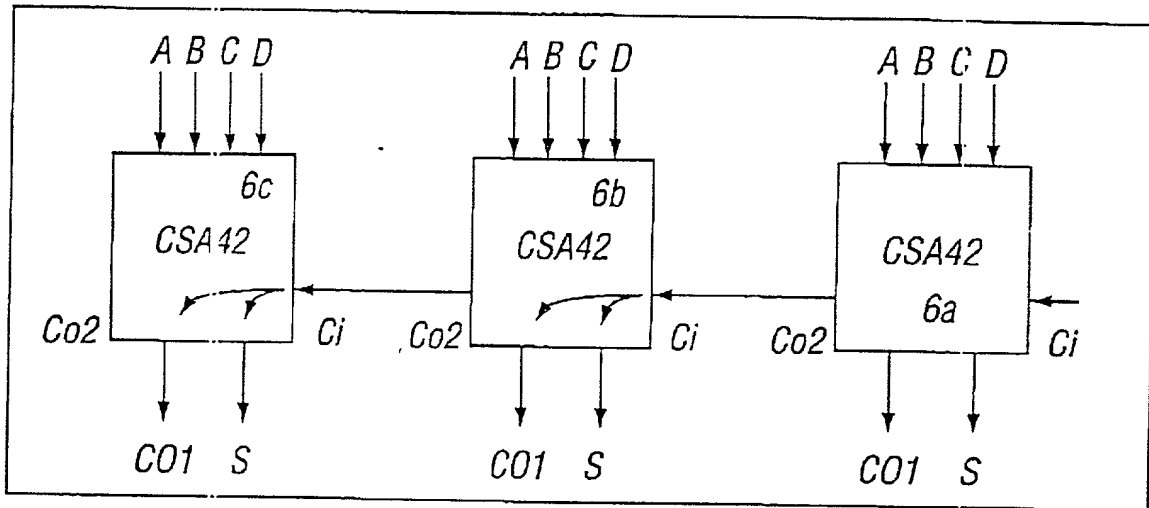 A B C D
A B C D
A B C D
6c
CSA42
6b
CSA42
CSA42
6a
Co2
Ci
Co2
Ci
Co2
Ci
CO1 S
CO1 S
CO1 S